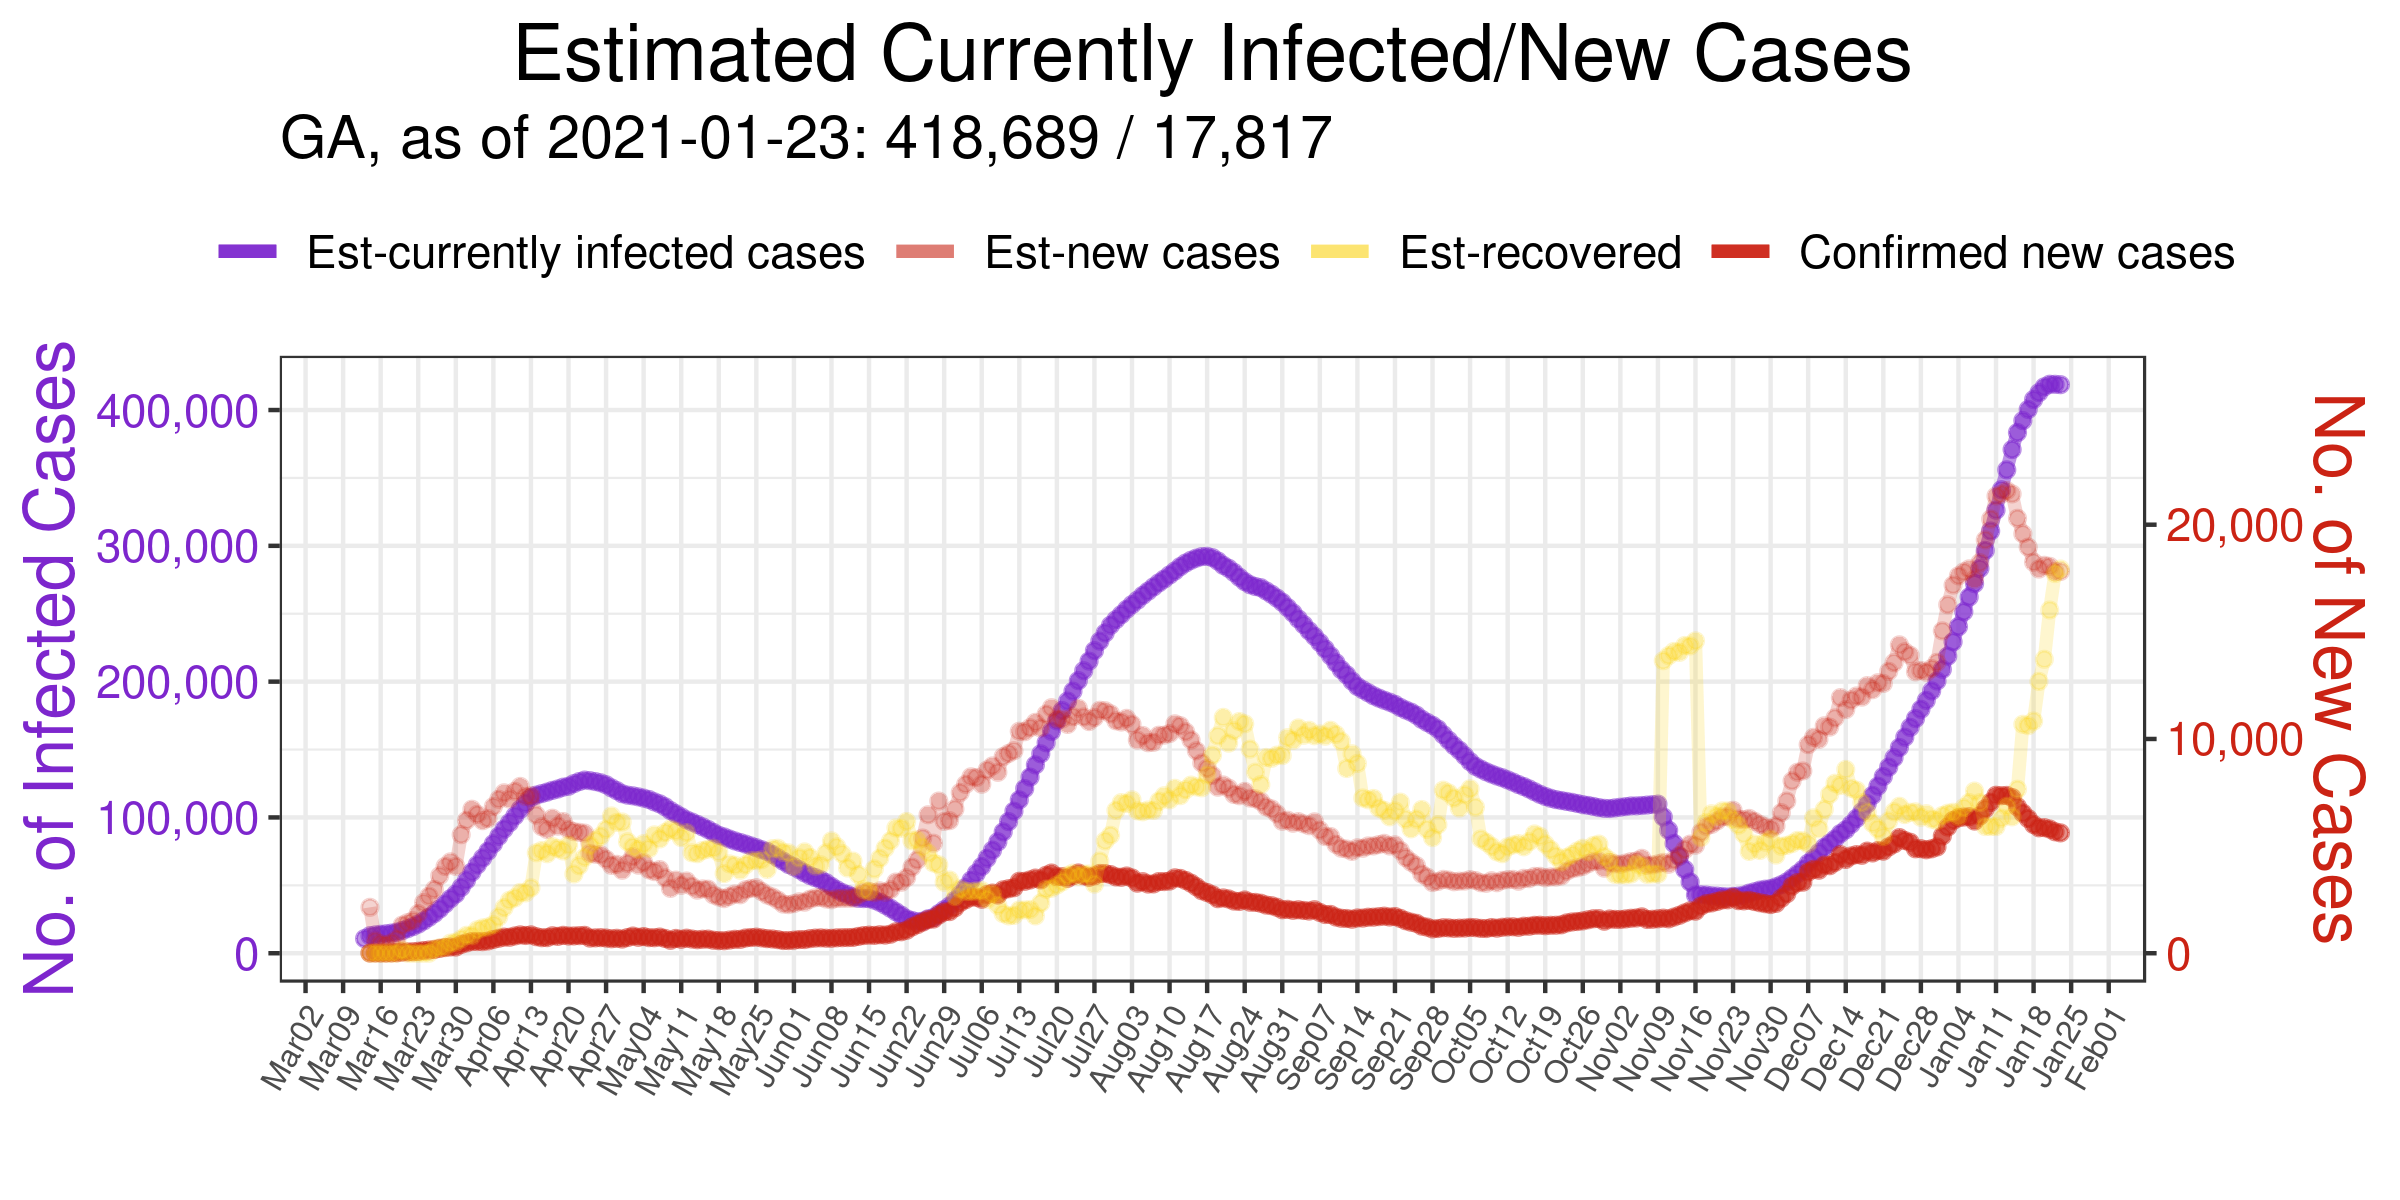 Estimated Currently Infected/New Cases
GA, as of 2021-01-23: 418,689 / 17,817
Est-currently infected cases Est-new cases Est-recovered Confirmed new cases
No. of Infected Cases
400,000
300,000
200,000
100,000
0
20,000
10,000
0
No. of New Cases
Mar02 Mar09 Mar16 Mar23 Mar30 Apr06 Apr13 Apr20 Apr27 May04 May11 May18 May25 Jun01 Jun08 Jun15 Jun22 Jun29 Jul06 Jul13 Jul20 Jul27 Aug03 Aug10 Aug17 Aug24 Aug31 Sep07 Sep14 Sep21 Sep28 Oct05 Oct12 Oct19 Oct26 Nov02 Nov09 Nov16 Nov23 Nov30 Dec07 Dec14 Dec21 Dec28 Jan04 Jan11 Jan18 Jan25 Feb01